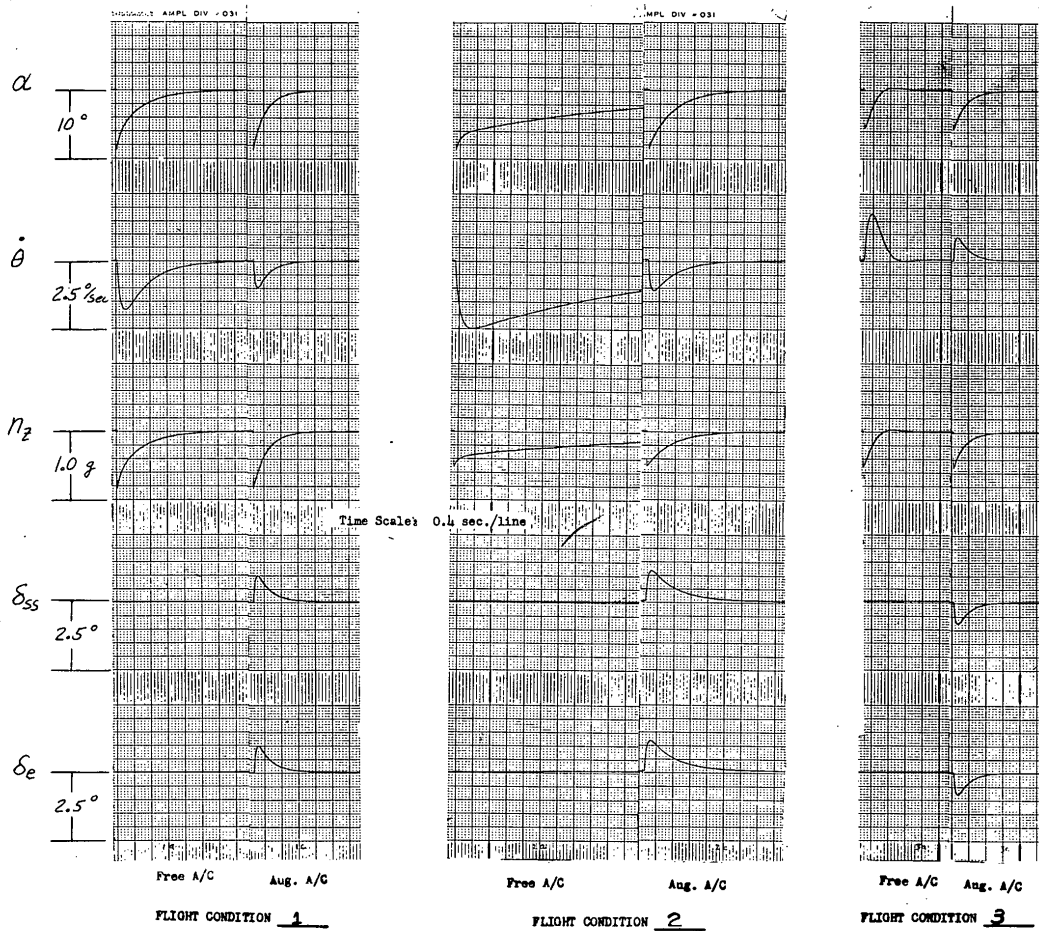 AMPL DIV - 031
MPL DIV - 031
α
10°
θ̇
2.5°/sec
n_z
1.0 g
Time Scale: 0.4 sec./line
δ_ss
2.5°
δ_e
2.5°
Free A/C Aug. A/C Free A/C Aug. A/C Free A/C Aug. A/C
FLIGHT CONDITION 1 FLIGHT CONDITION 2 FLIGHT CONDITION 3